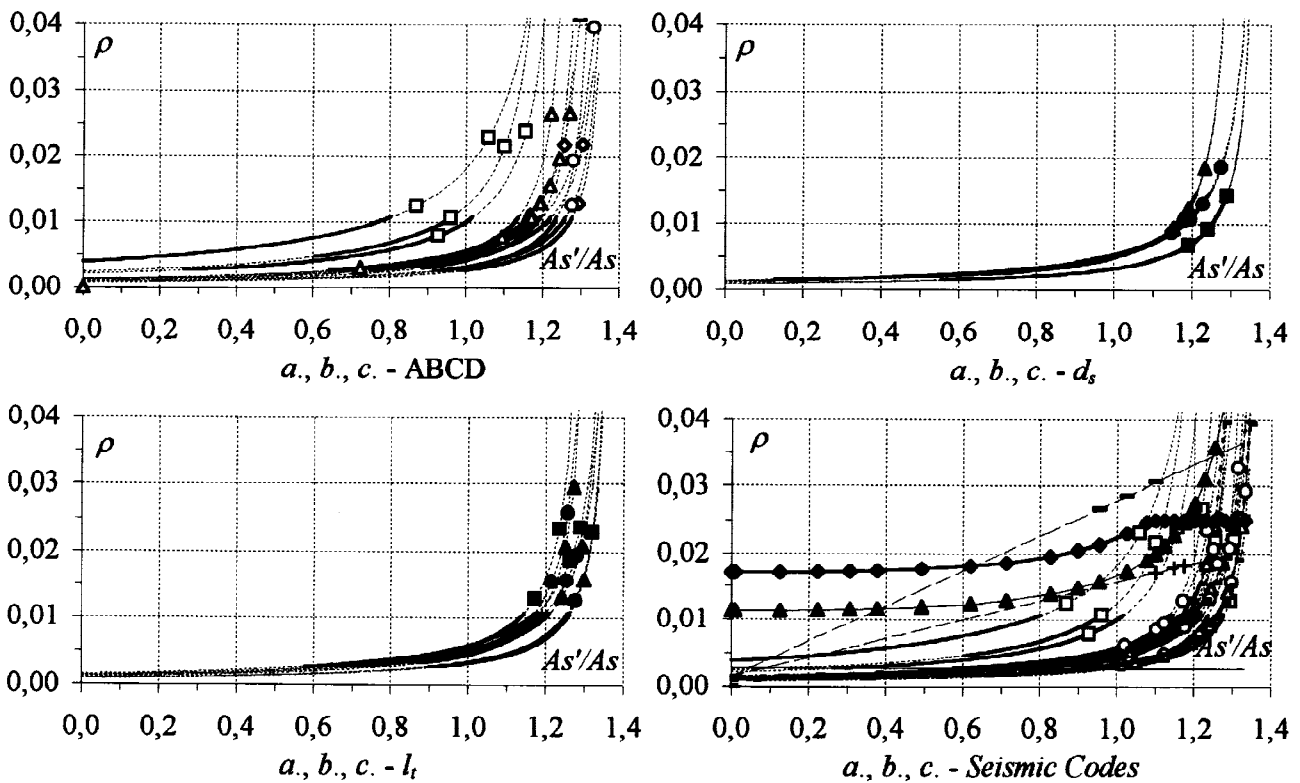 0,04
ρ
0,03
0,02
0,01
As'/As
0,00
0,0 0,2 0,4 0,6 0,8 1,0 1,2 1,4
a., b., c. - ABCD
0,04
ρ
0,03
0,02
0,01
As'/As
0,00
0,0 0,2 0,4 0,6 0,8 1,0 1,2 1,4
a., b., c. - ds
0,04
ρ
0,03
0,02
0,01
As'/As
0,00
0,0 0,2 0,4 0,6 0,8 1,0 1,2 1,4
a., b., c. - lt
0,04
ρ
0,03
0,02
0,01
As'/As
0,00
0,0 0,2 0,4 0,6 0,8 1,0 1,2 1,4
a., b., c. - Seismic Codes